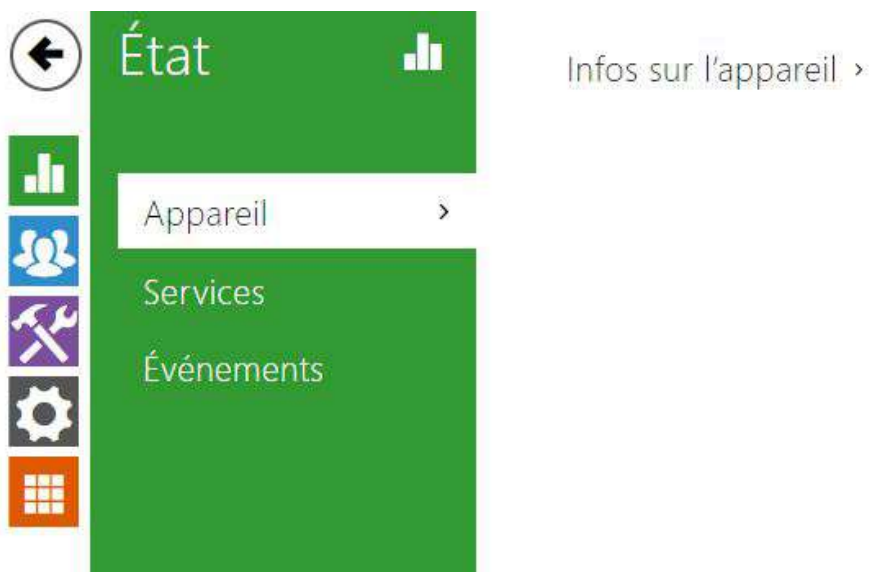 État
Appareil
Services
Événements
Infos sur l’appareil